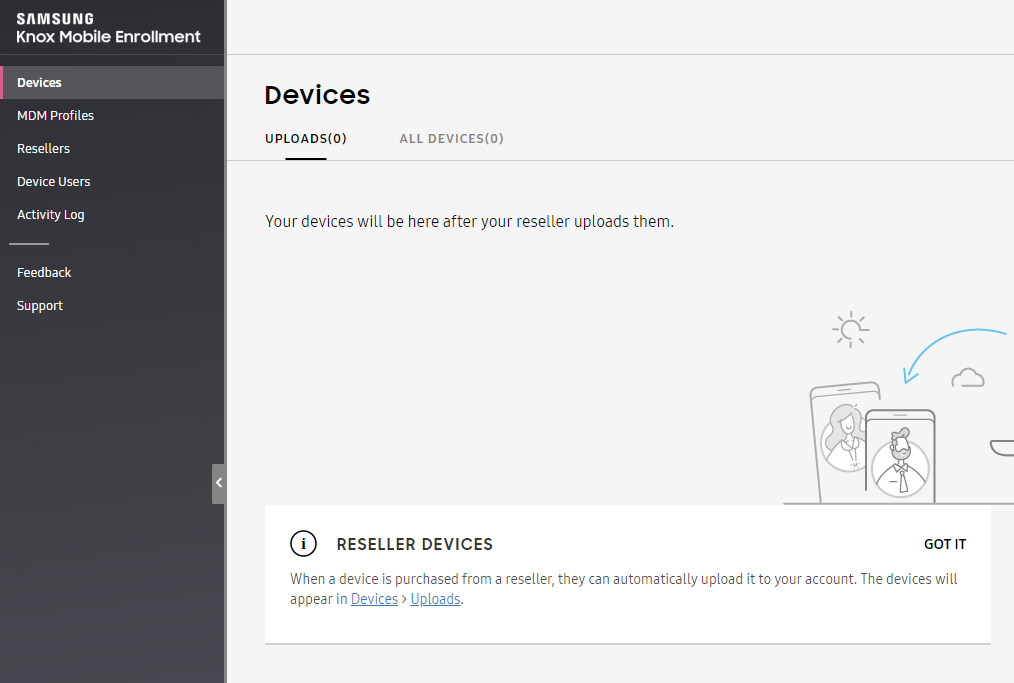 SAMSUNG
Knox Mobile Enrollment
Devices
MDM Profiles
Resellers
Device Users
Activity Log
Feedback
Support
Devices
UPLOADS(0) ALL DEVICES(0)
Your devices will be here after your reseller uploads them.
RESELLER DEVICES GOT IT
When a device is purchased from a reseller, they can automatically upload it to your account. The devices will
appear in Devices > Uploads.